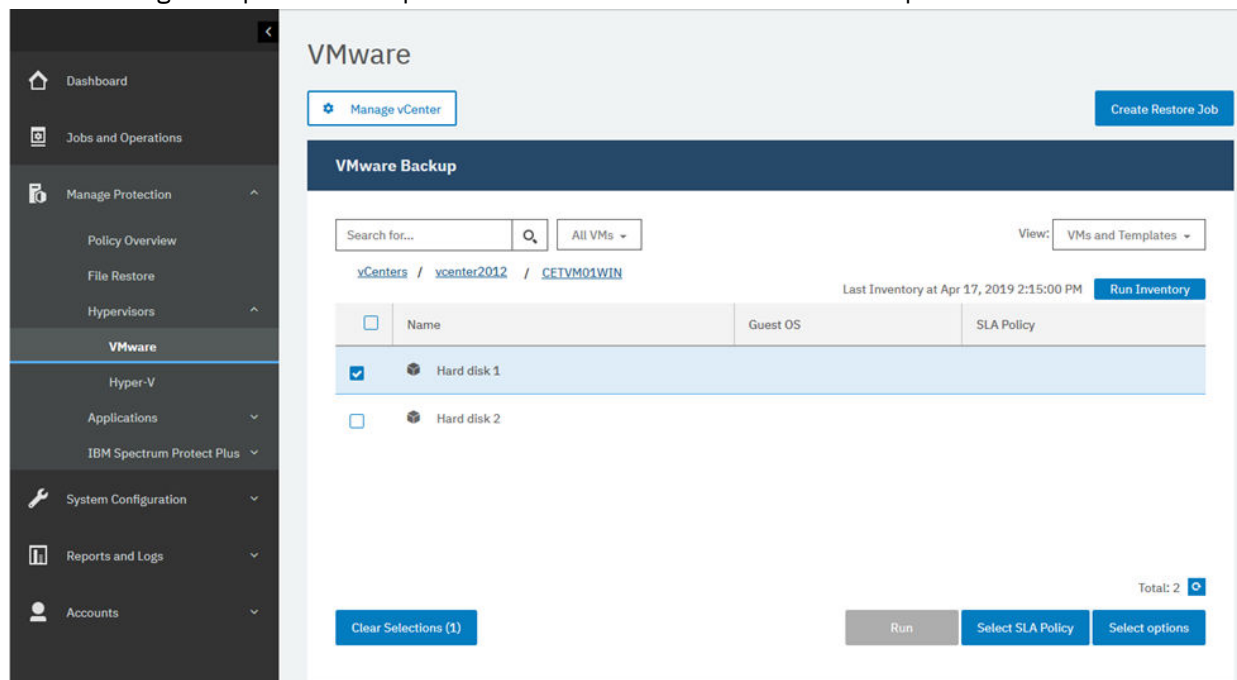 VMware
Dashboard
Manage vCenter
Create Restore Job
Jobs and Operations
VMware Backup
Manage Protection
Policy Overview
Search for...
All VMs
View: VMs and Templates
File Restore
vCenters / vcenter2012 / CETVM01WIN
Last Inventory at Apr 17, 2019 2:15:00 PM
Run Inventory
Hypervisors
Name
Guest OS
SLA Policy
VMware
Hard disk 1
Hyper-V
Applications
Hard disk 2
IBM Spectrum Protect Plus
System Configuration
Reports and Logs
Total: 2
Accounts
Clear Selections (1)
Run
Select SLA Policy
Select options